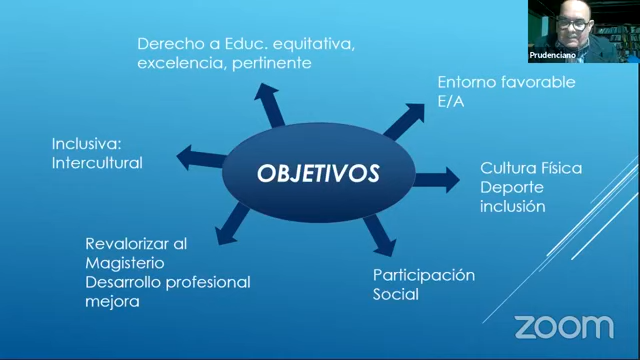 Derecho a Educ. equitativa,
excelencia, pertinente
Prudenciano
Entorno favorable
E/A
Inclusiva:
Intercultural
OBJETIVOS
Cultura Física
Deporte
inclusión
Revalorizar al
Magisterio
Desarrollo profesional
mejora
Participación
Social
zoom